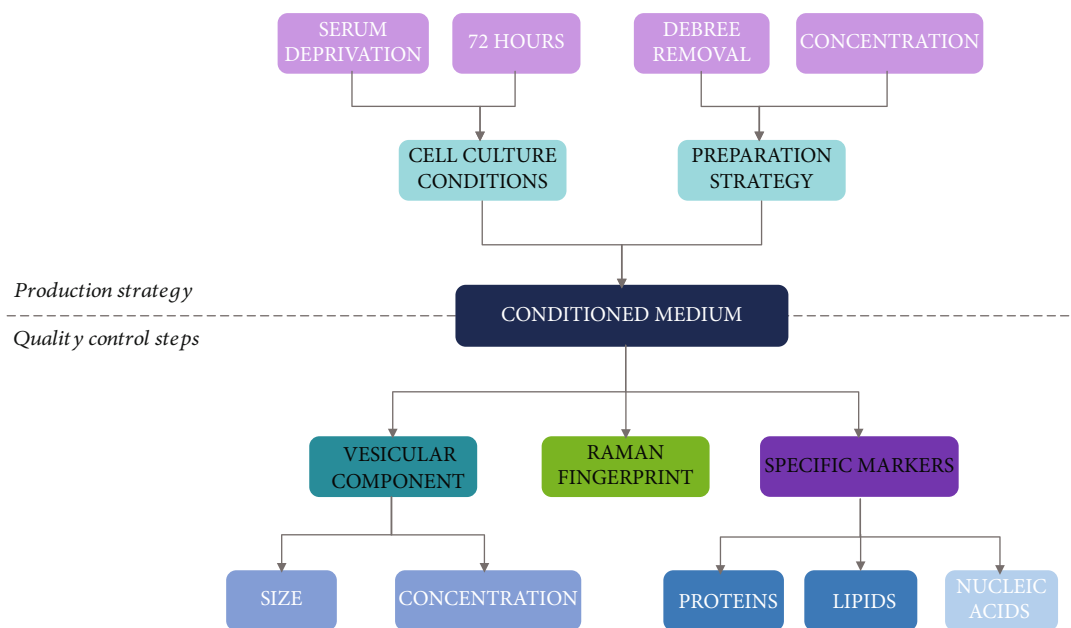 SERUM
DEPRIVATION
72 HOURS
DEBREE
REMOVAL
CONCENTRATION
CELL CULTURE
CONDITIONS
PREPARATION
STRATEGY
Production strategy
CONDITIONED MEDIUM
Quality control steps
VESICULAR
COMPONENT
RAMAN
FINGERPRINT
SPECIFIC MARKERS
SIZE
CONCENTRATION
PROTEINS
LIPIDS
NUCLEIC
ACIDS